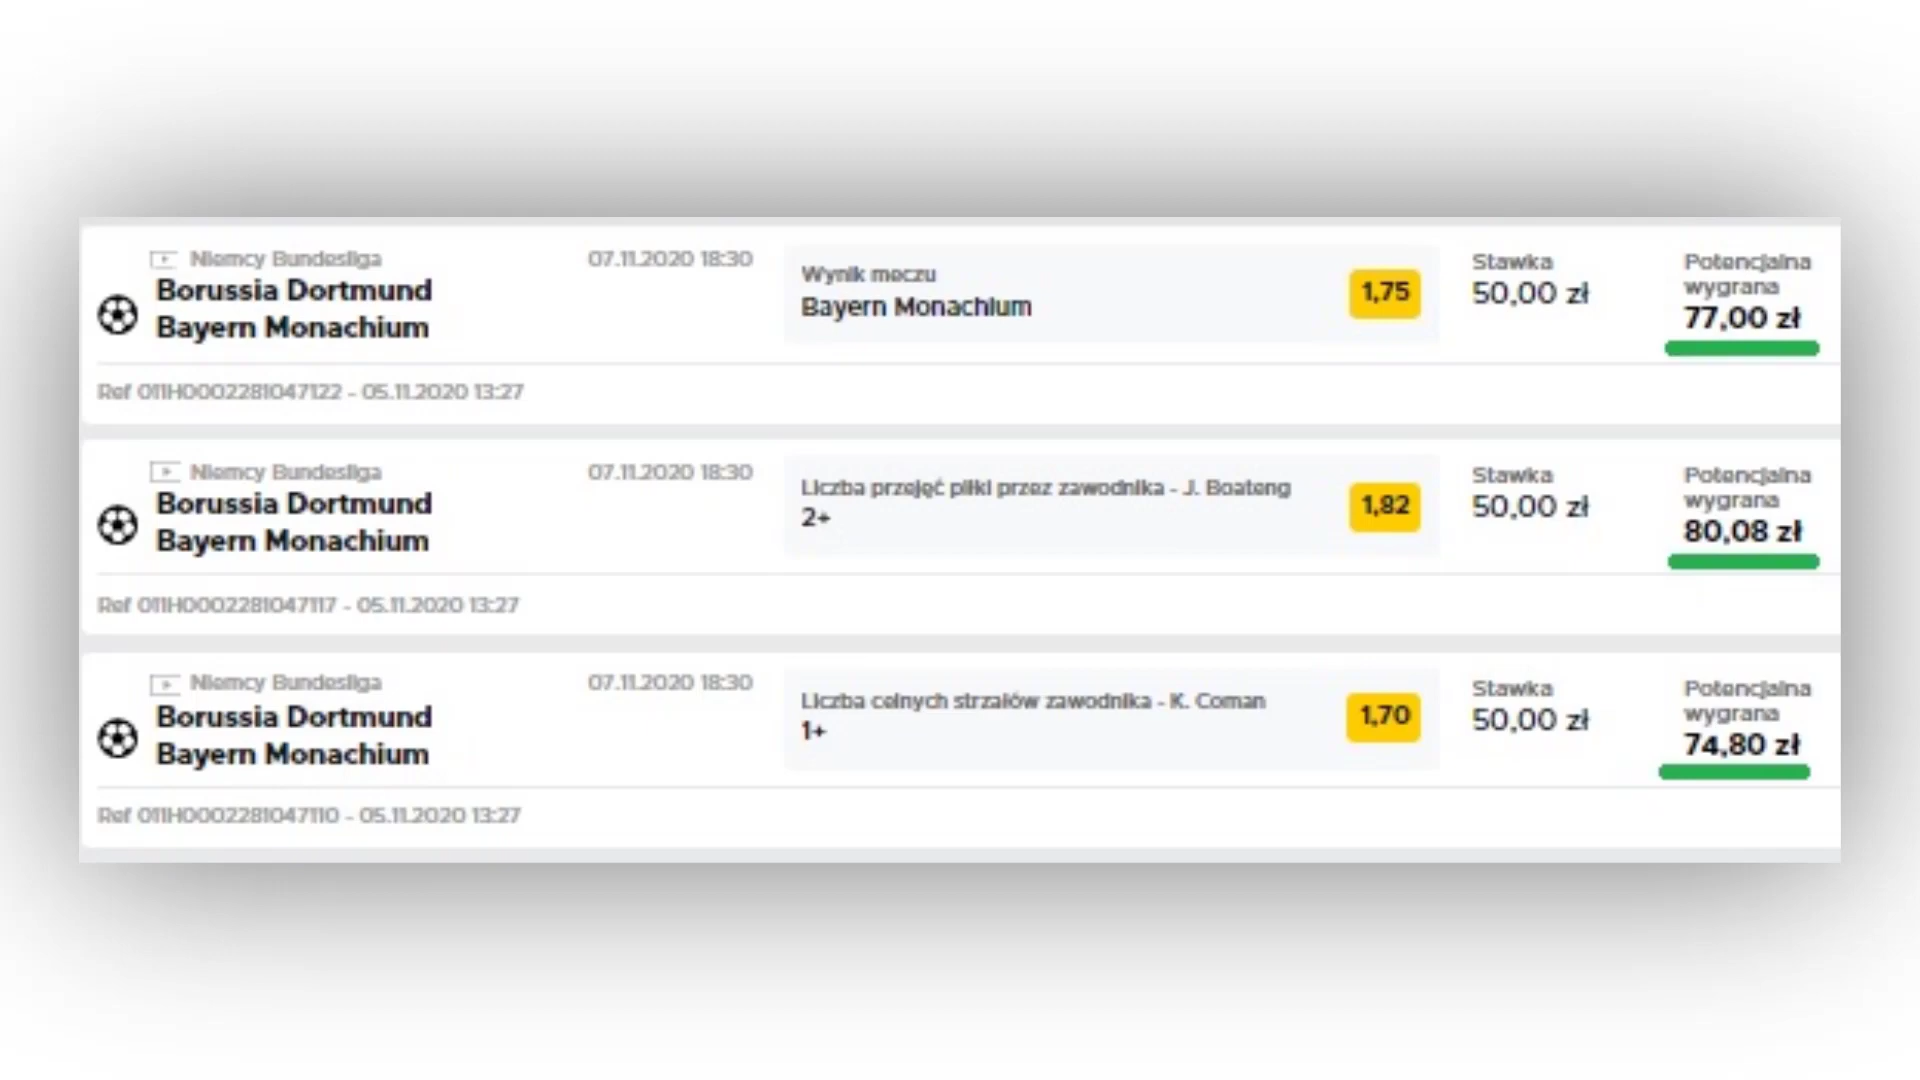 Niemcy Bundesliga
07.11.2020 18:30
Borussia Dortmund
Bayern Monachium
Wynik meczu
Bayern Monachium
1,75
Stawka
50,00 zł
Potencjalna
wygrana
77,00 zł
Ref 011H0002281047122 - 05.11.2020 13:27
Niemcy Bundesliga
07.11.2020 18:30
Borussia Dortmund
Bayern Monachium
Liczba przejęć piłki przez zawodnika - J. Boateng
2+
1,82
Stawka
50,00 zł
Potencjalna
wygrana
80,08 zł
Ref 011H0002281047117 - 05.11.2020 13:27
Niemcy Bundesliga
07.11.2020 18:30
Borussia Dortmund
Bayern Monachium
Liczba celnych strzałów zawodnika - K. Coman
1+
1,70
Stawka
50,00 zł
Potencjalna
wygrana
74,80 zł
Ref 011H0002281047110 - 05.11.2020 13:27